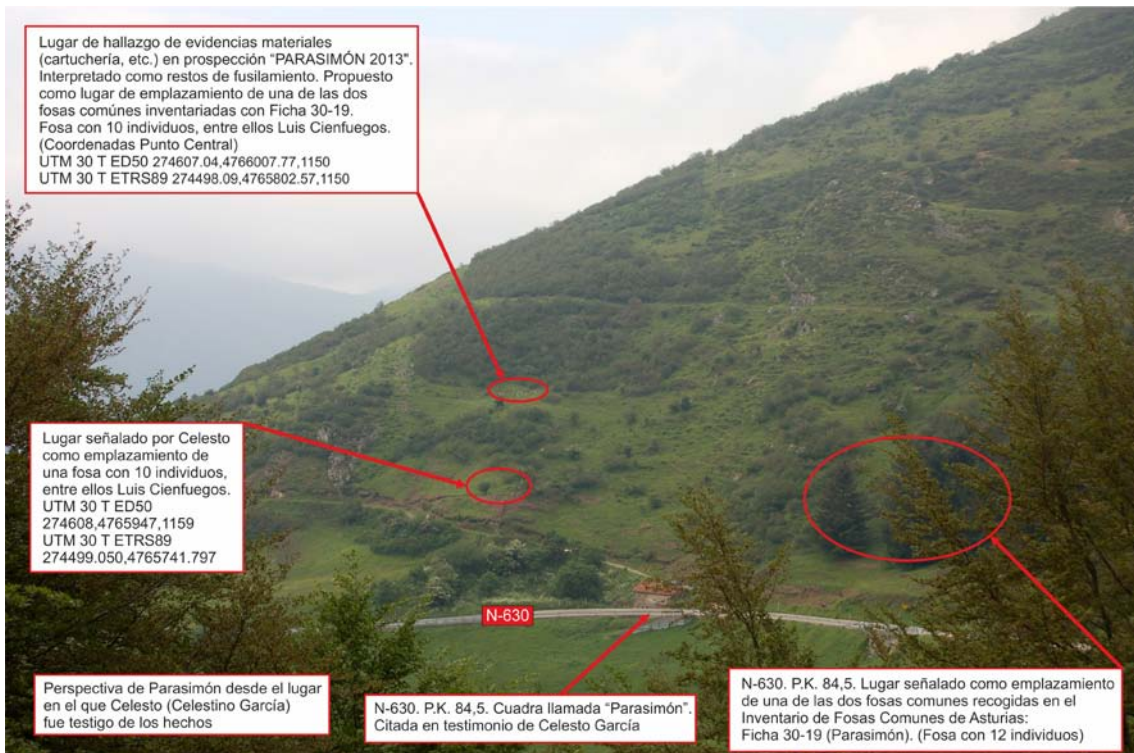 Lugar de hallazgo de evidencias materiales
(cartuchería, etc.) en prospección "PARASIMÓN 2013".
Interpretado como restos de fusilamiento. Propuesto
como lugar de emplazamiento de una de las dos
fosas comúnes inventariadas con Ficha 30-19.
Fosa con 10 individuos, entre ellos Luis Cienfuegos.
(Coordenadas Punto Central)
UTM 30 T ED50 274607.04,4766007.77,1150
UTM 30 T ETRS89 274498.09,4765802.57,1150
Lugar señalado por Celesto
como emplazamiento de
una fosa con 10 individuos,
entre ellos Luis Cienfuegos.
UTM 30 T ED50
274608,4765947,1159
UTM 30 T ETRS89
274499.050,4765741.797
N-630
Perspectiva de Parasimón desde el lugar
en el que Celesto (Celestino García)
fue testigo de los hechos
N-630. P.K. 84,5. Cuadra llamada "Parasimón".
Citada en testimonio de Celesto García
N-630. P.K. 84,5. Lugar señalado como emplazamiento
de una de las dos fosas comunes recogidas en el
Inventario de Fosas Comunes de Asturias:
Ficha 30-19 (Parasimón). (Fosa con 12 individuos)